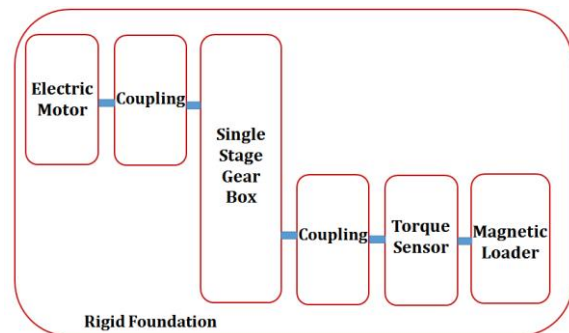 Electric
Motor
Coupling
Single
Stage
Gear
Box
Coupling
Torque
Sensor
Magnetic
Loader
Rigid Foundation